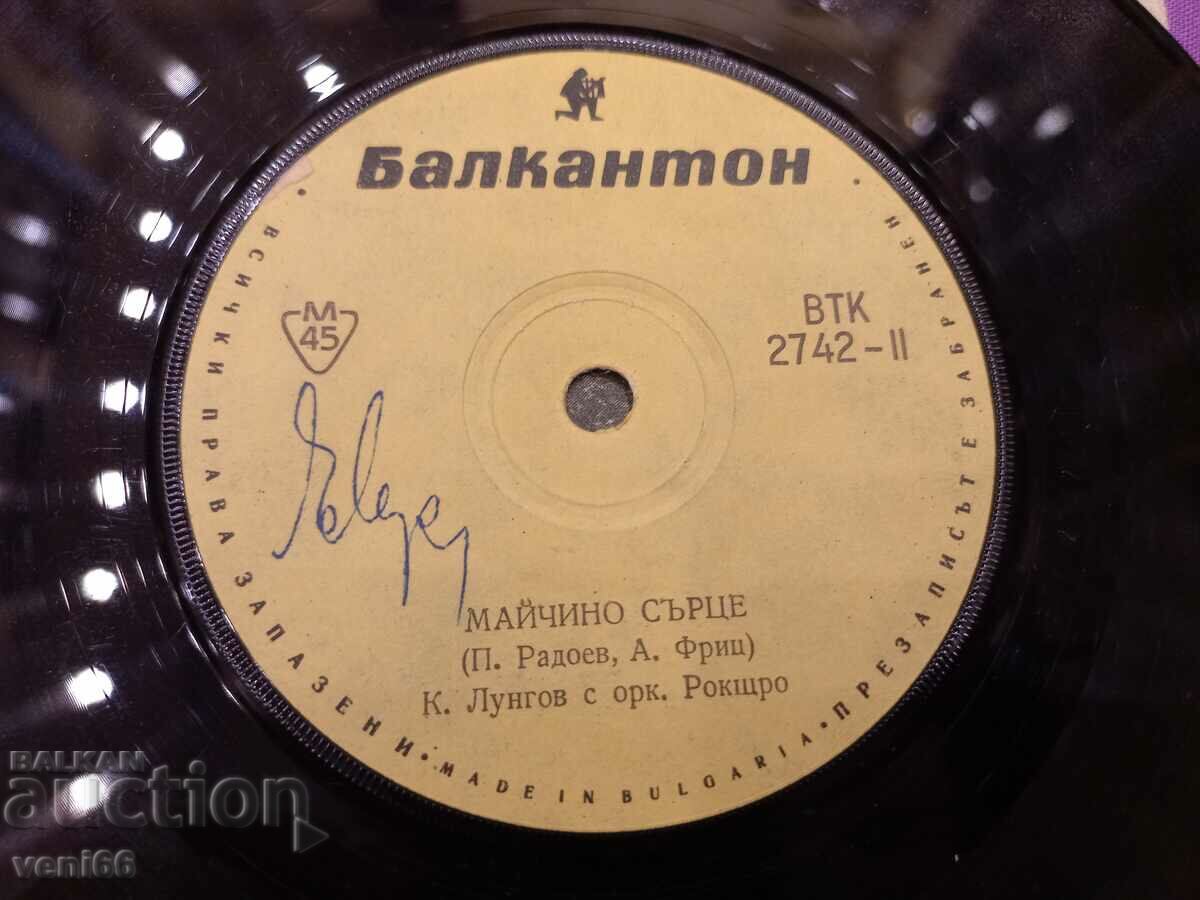 Балкантон
М
45
ВТК
2742-II
МАЙЧИНО СЪРЦЕ
(П. Радоев, А. Фриц)
К. Лунгов с орк. Рокщро
ВСИЧКИ ПРАВА ЗАПАЗЕНИ • MADE IN BULGARIA • ПРЕЗАПИСЪТ Е ЗАБРАНЕН
BALKAN
auction
veni66